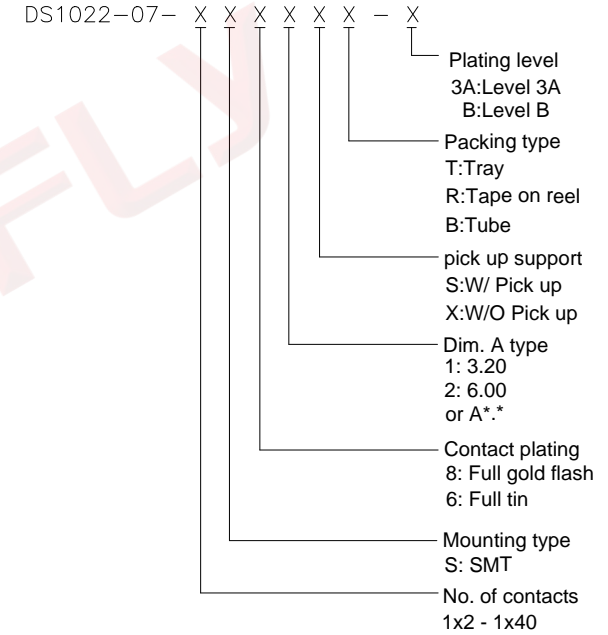 DS1022-07- X X X X X X - X
Plating level
3A:Level 3A
B:Level B
Packing type
T:Tray
R:Tape on reel
B:Tube
pick up support
S:W/ Pick up
X:W/O Pick up
Dim. A type
1: 3.20
2: 6.00
or A*.*
Contact plating
8: Full gold flash
6: Full tin
Mounting type
S: SMT
No. of contacts
1x2 - 1x40
FLY